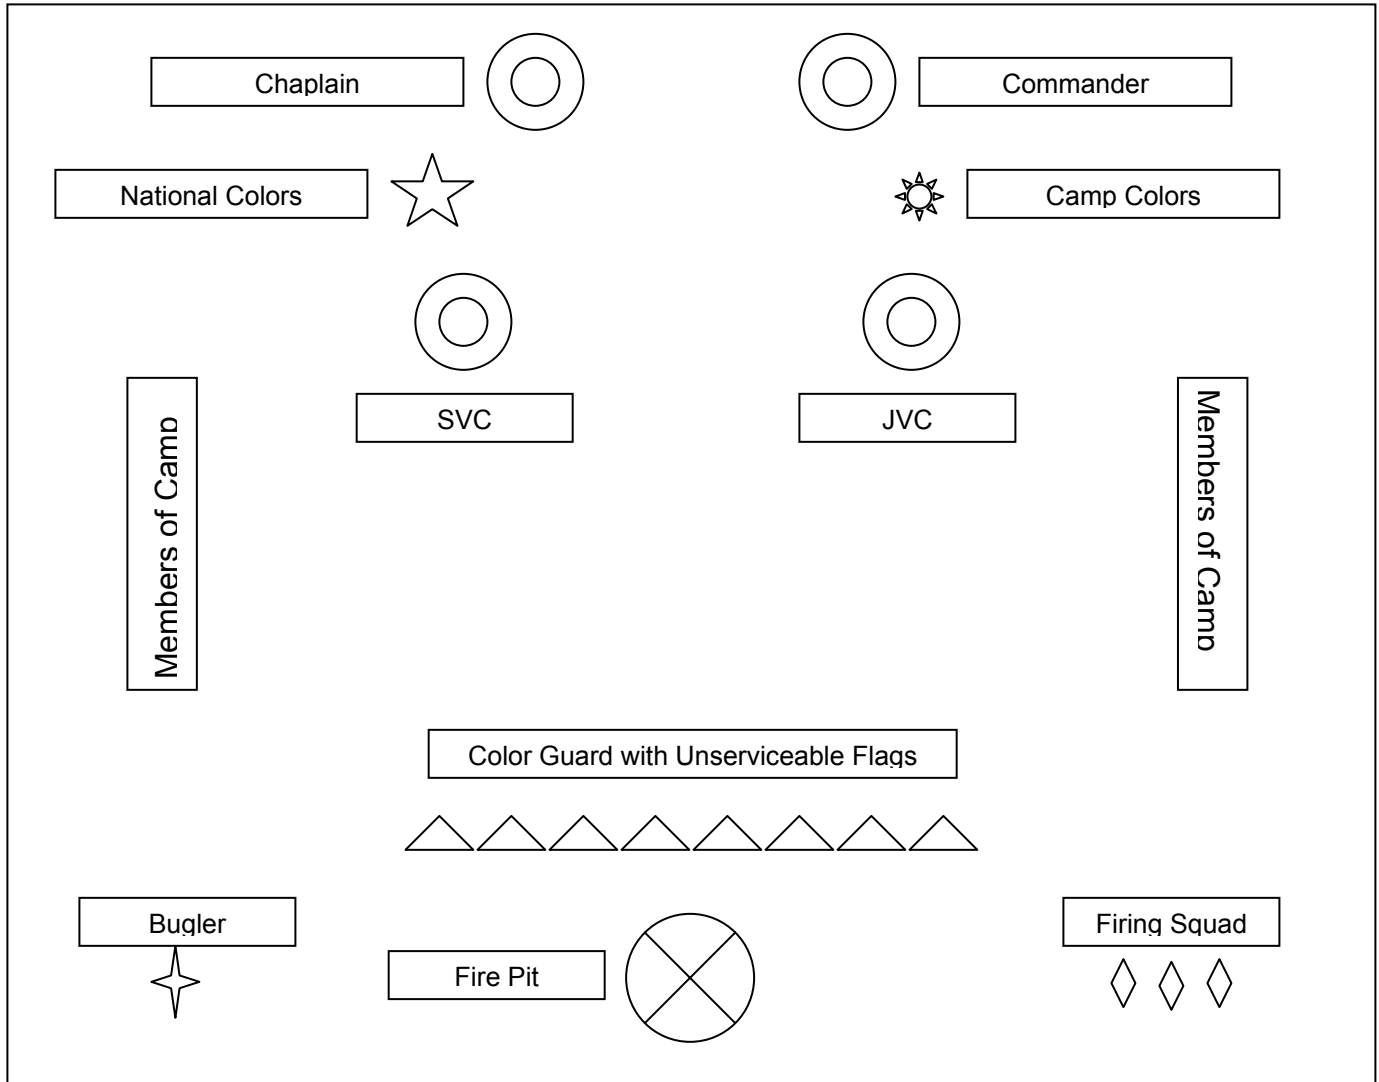 Chaplain
Commander
National Colors
Camp Colors
SVC
JVC
Members of Camp
Members of Camp
Color Guard with Unserviceable Flags
Bugler
Firing Squad
Fire Pit